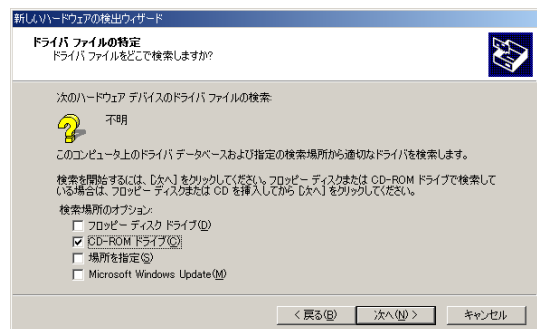 新しいハードウェアの検出ウィザード
ドライバ ファイルの特定
ドライバ ファイルをどこで検索しますか?
次のハードウェア デバイスのドライバ ファイルの検索:
不明
このコンピュータ上のドライバ データベースおよび指定の検索場所から適切なドライバを検索します。
検索を開始するには、[次へ] をクリックしてください。フロッピー ディスクまたは CD-ROM ドライブで検索して
いる場合は、フロッピー ディスクまたは CD を挿入してから [次へ] をクリックしてください。
検索場所のオプション:
フロッピー ディスク ドライブ(D)
CD-ROM ドライブ(C)
場所を指定(S)
Microsoft Windows Update(M)
< 戻る(B)
次へ(N) >
キャンセル